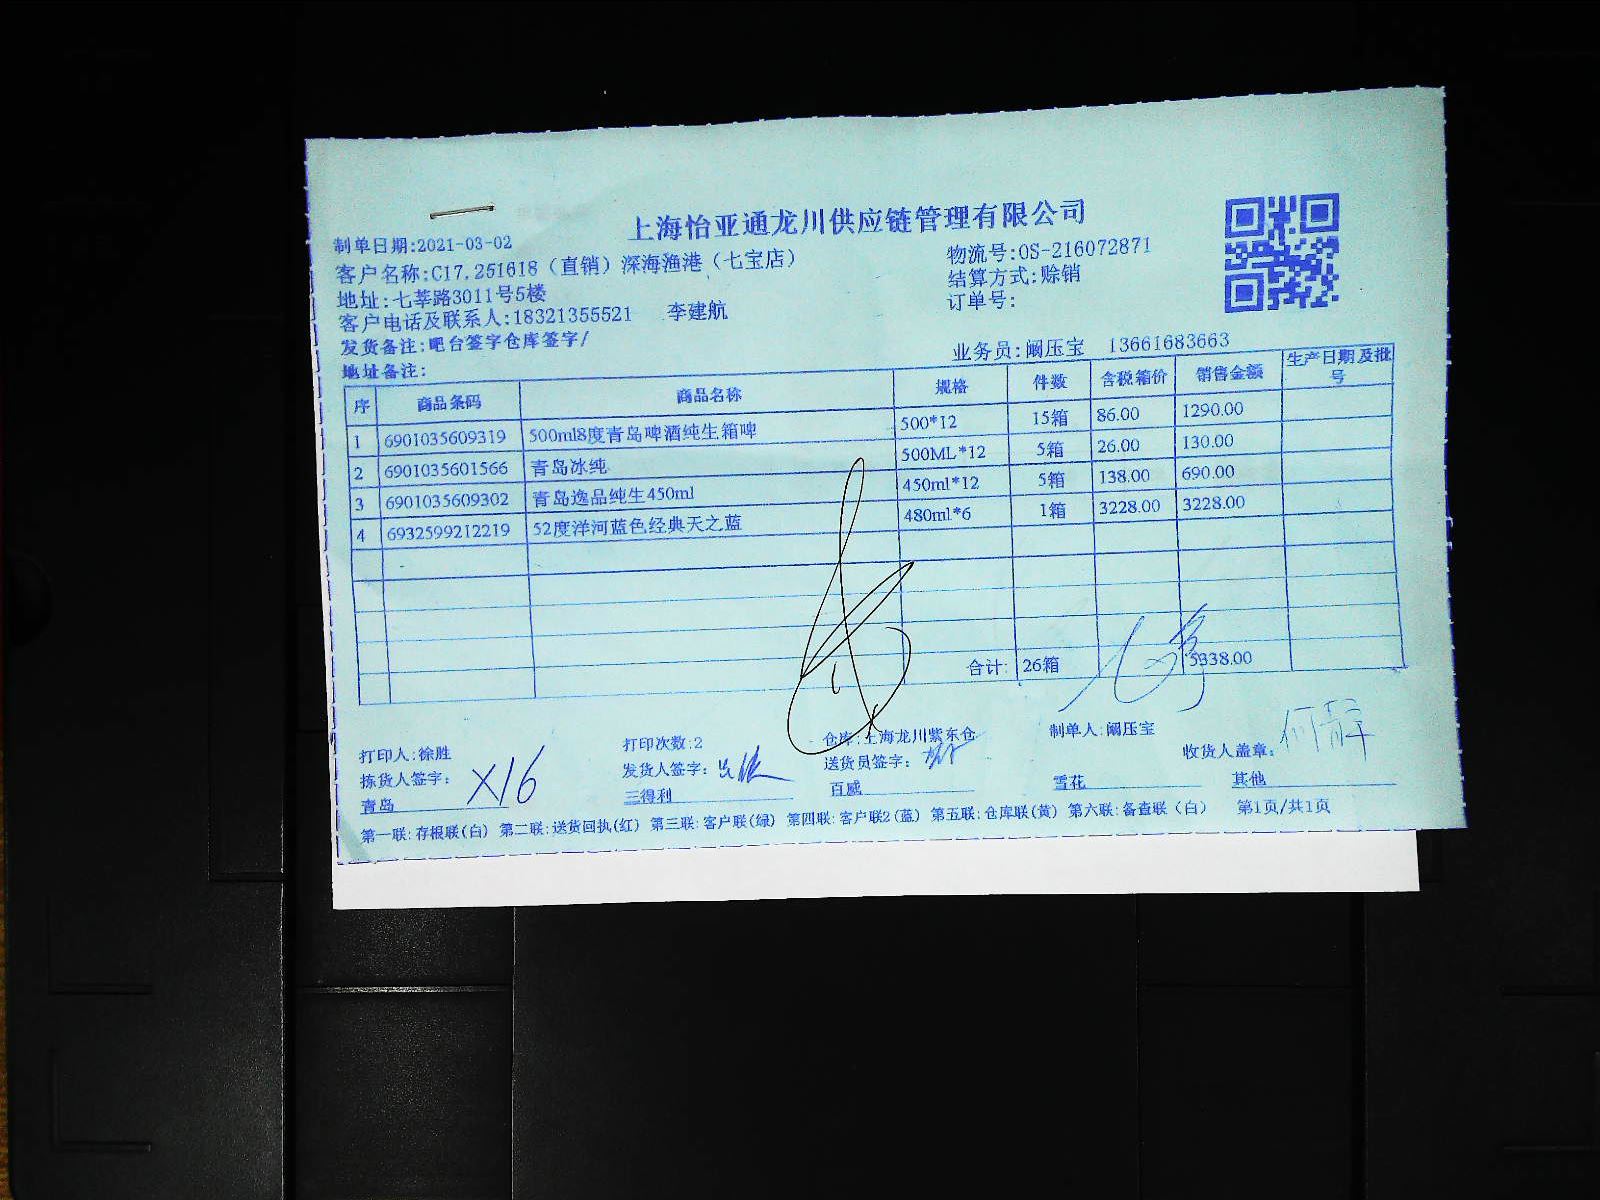 上海怡亚通龙川供应链管理有限公司
制单日期:2021-03-02
物流号:OS-216072871
客户名称:C17.251618（直销）深海渔港（七宝店）
结算方式:赊销
地址:七莘路3011号5楼
订单号:
客户电话及联系人:18321355521 李建航
发货备注:吧台签字仓库签字/
业务员:阚压宝 13661683663
地址备注:
序 商品条码 商品名称 规格 件数 含税箱价 销售金额 生产日期及批号
1 6901035609319 500ml8度青岛啤酒纯生箱啤 500*12 15箱 86.00 1290.00
2 6901035601566 青岛冰纯 500ML*12 5箱 26.00 130.00
3 6901035609302 青岛逸品纯生450ml 450ml*12 5箱 138.00 690.00
4 6932599212219 52度洋河蓝色经典天之蓝 480ml*6 1箱 3228.00 3228.00
合计: 26箱 5338.00
打印人:徐胜 打印次数:2 仓库:上海龙川紫东仓 制单人:阚压宝
拣货人签字: X16 发货人签字: 送货员签字: 收货人盖章: 何静
青岛 三得利 百威 雪花 其他
第一联:存根联(白) 第二联:送货回执(红) 第三联:客户联(绿) 第四联:客户联2(蓝) 第五联:仓库联(黄) 第六联:备查联（白） 第1页/共1页